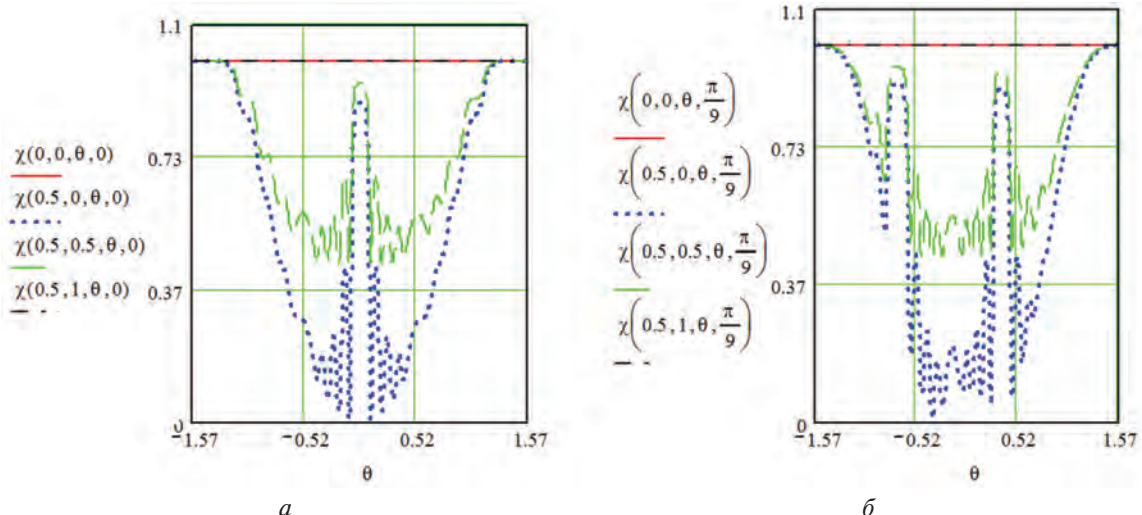 1.1
0.73
0.37
0
−1.57
−0.52
0.52
1.57
θ
χ(0,0,θ,0)
χ(0.5,0,θ,0)
χ(0.5,0.5,θ,0)
χ(0.5,1,θ,0)
а
1.1
0.73
0.37
0
−1.57
−0.52
0.52
1.57
θ
χ(0,0,θ,π/9)
χ(0.5,0,θ,π/9)
χ(0.5,0.5,θ,π/9)
χ(0.5,1,θ,π/9)
б